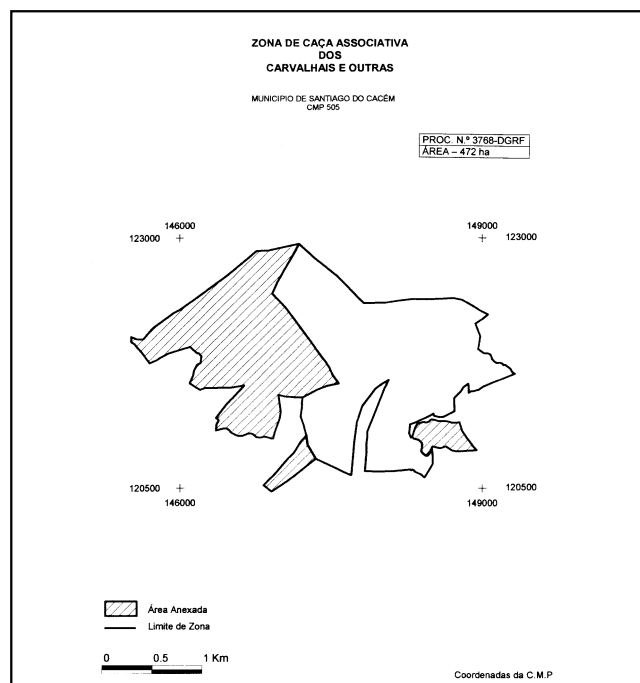 ZONA DE CAÇA ASSOCIATIVA
DOS
CARVALHAIS E OUTRAS
MUNICIPIO DE SANTIAGO DO CACÉM
CMP 505
PROC. N.º 3768-DGRF
ÁREA – 472 ha
146000
149000
123000
123000
120500
120500
146000
149000
Área Anexada
Limite de Zona
0 0.5 1 Km
Coordenadas da C.M.P